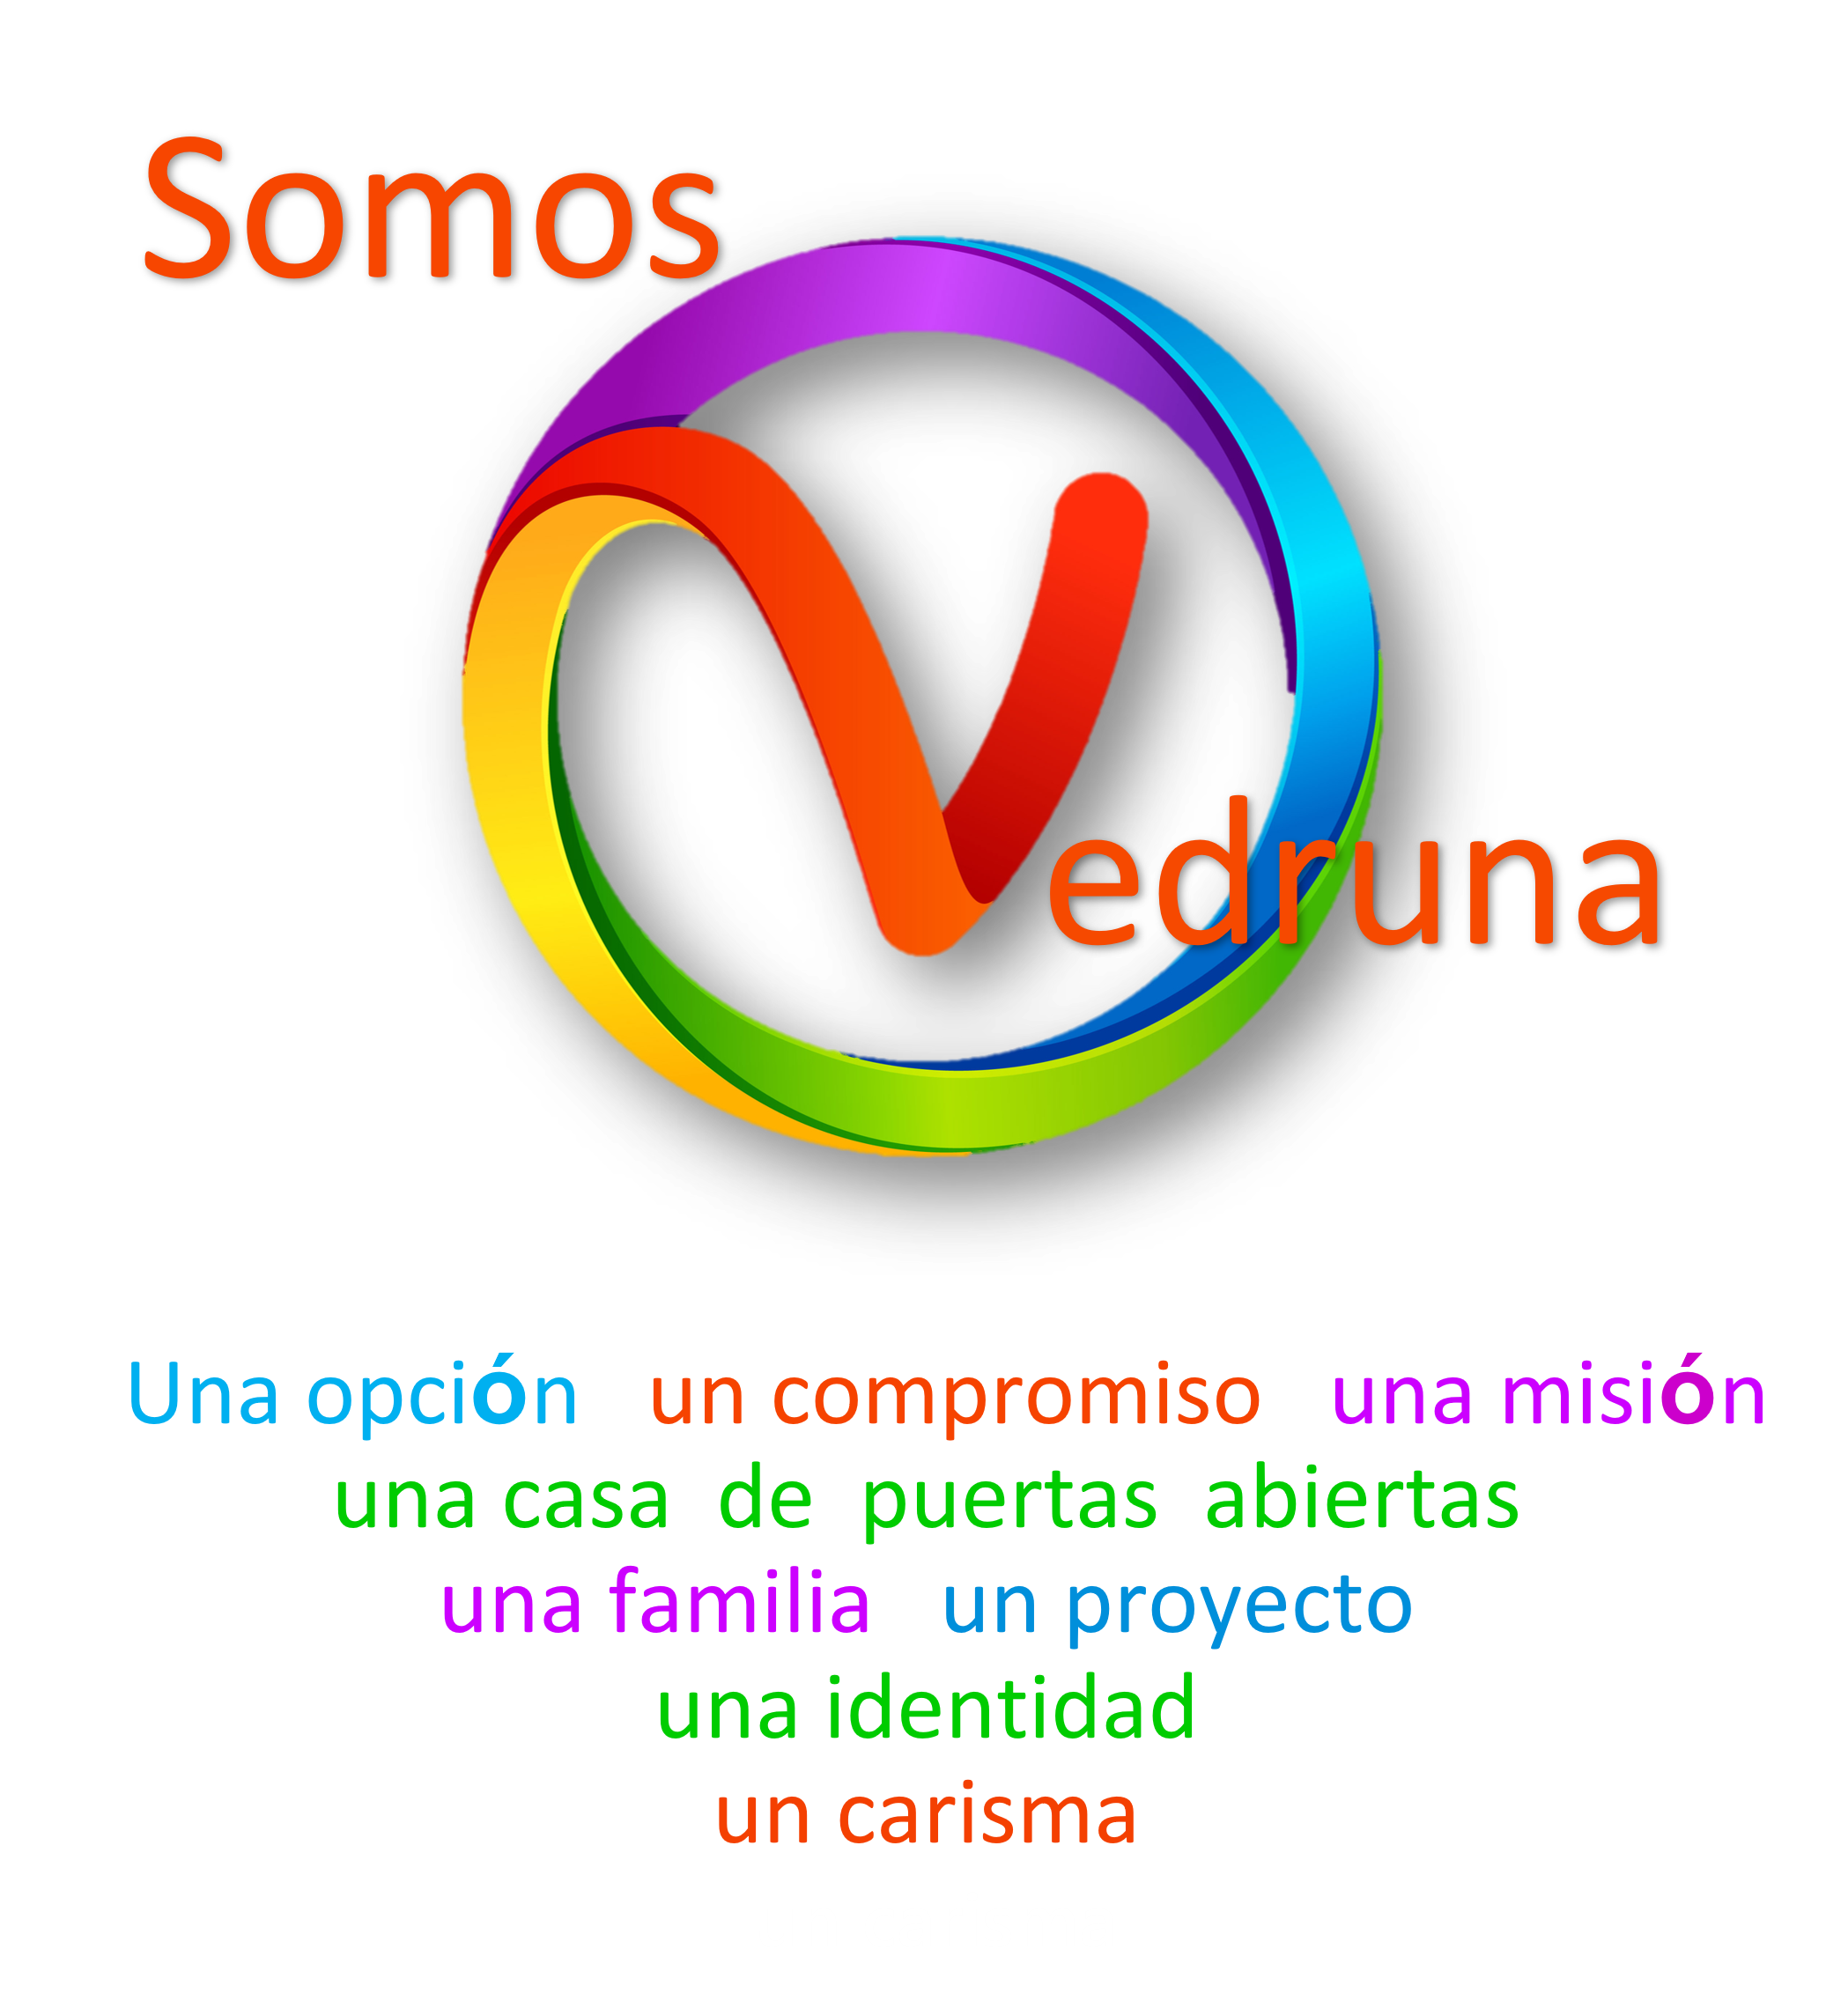 Somos
Vedruna
Una opción un compromiso una misión
una casa de puertas abiertas
una familia un proyecto
una identidad
un carisma